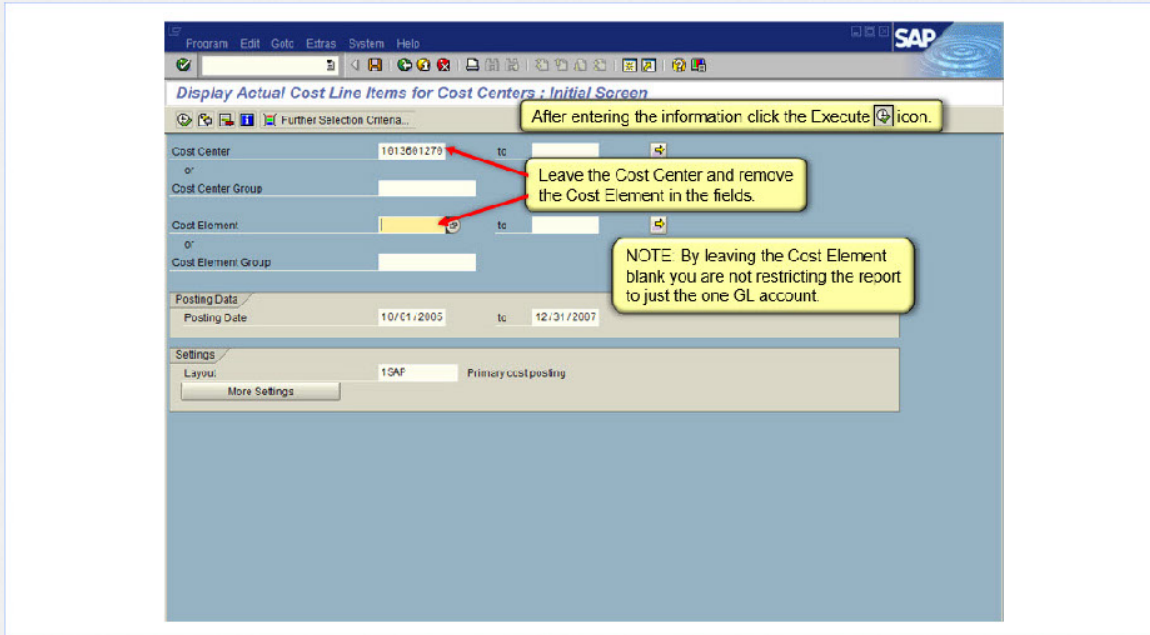 Program Edit Goto Extras System Help
SAP
Display Actual Cost Line Items for Cost Centers : Initial Screen
Further Selection Criteria...
After entering the information click the Execute icon.
Cost Center 1013601270 to
or
Cost Center Group
Leave the Cost Center and remove
the Cost Element in the fields.
Cost Element to
or
Cost Element Group
NOTE: By leaving the Cost Element
blank you are not restricting the report
to just the one GL account.
Posting Data
Posting Date 10/01/2005 to 12/31/2007
Settings
Layout 1SAP Primary cost posting
More Settings